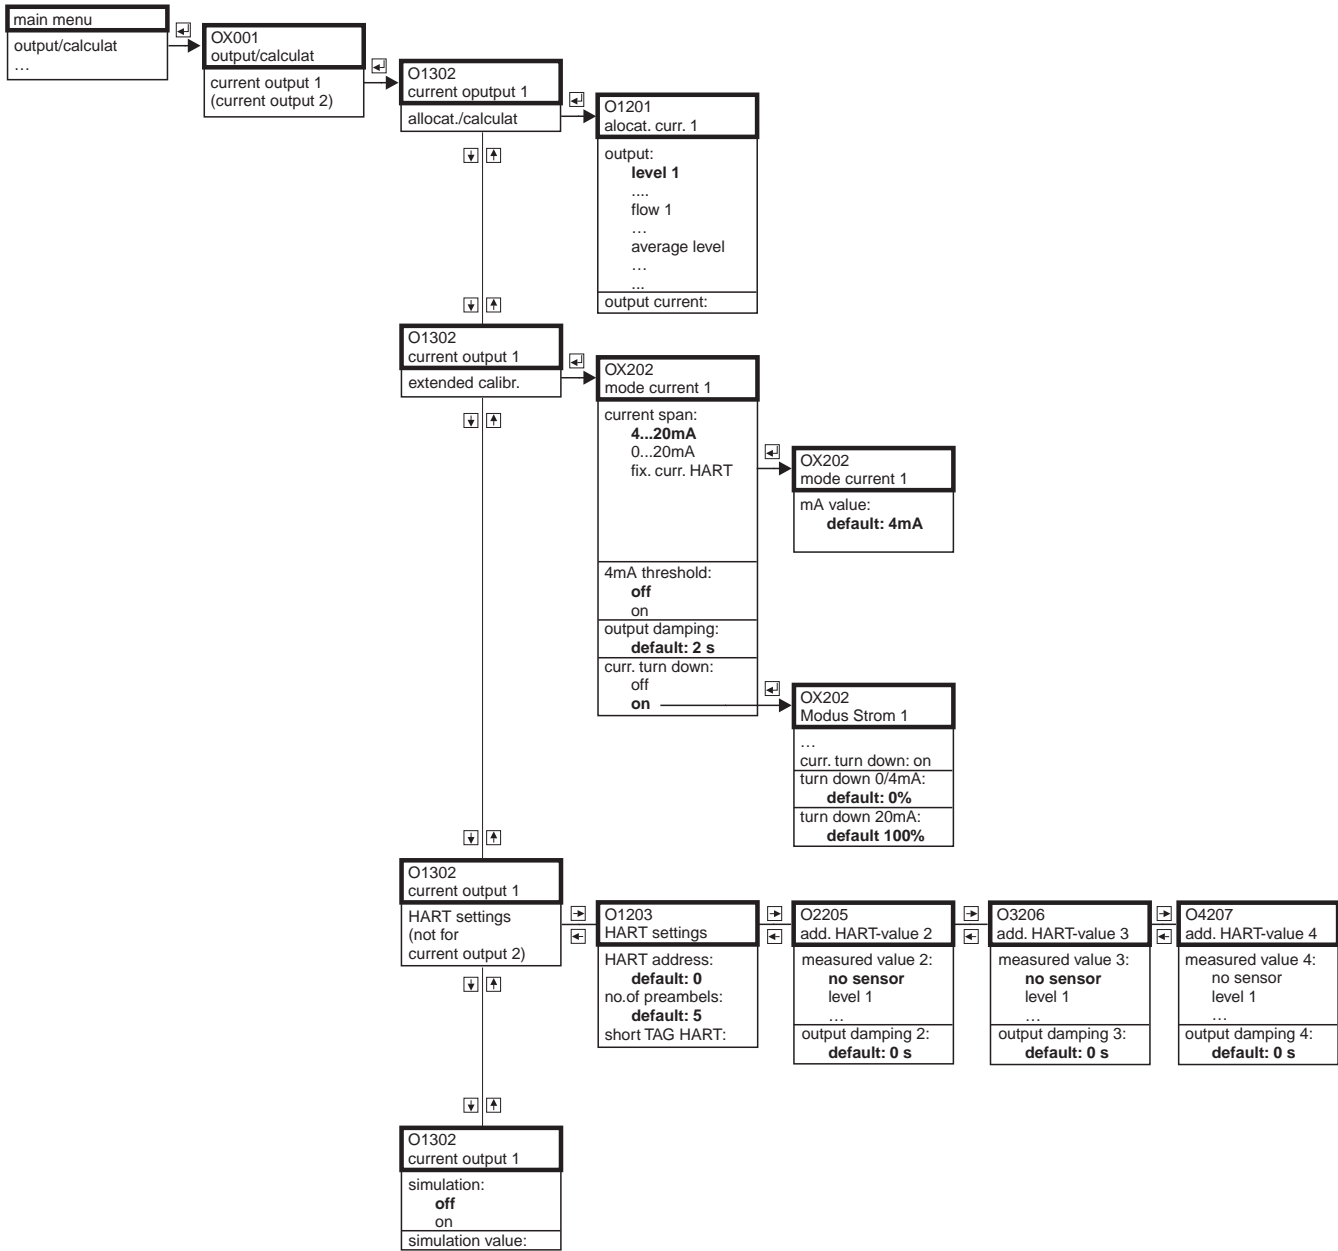 main menu
output/calculat
…
OX001
output/calculat
current output 1
(current output 2)
O1302
current oputput 1
allocat./calculat
O1201
alocat. curr. 1
output:
level 1
....
flow 1
…
average level
…
...
output current:
O1302
current output 1
extended calibr.
OX202
mode current 1
current span:
4...20mA
0...20mA
fix. curr. HART
4mA threshold:
off
on
output damping:
default: 2 s
curr. turn down:
off
on
OX202
mode current 1
mA value:
default: 4mA
OX202
Modus Strom 1
…
curr. turn down: on
turn down 0/4mA:
default: 0%
turn down 20mA:
default 100%
O1302
current output 1
HART settings
(not for
current output 2)
O1203
HART settings
HART address:
default: 0
no.of preambels:
default: 5
short TAG HART:
O2205
add. HART-value 2
measured value 2:
no sensor
level 1
…
output damping 2:
default: 0 s
O3206
add. HART-value 3
measured value 3:
no sensor
level 1
…
output damping 3:
default: 0 s
O4207
add. HART-value 4
measured value 4:
no sensor
level 1
…
output damping 4:
default: 0 s
O1302
current output 1
simulation:
off
on
simulation value: